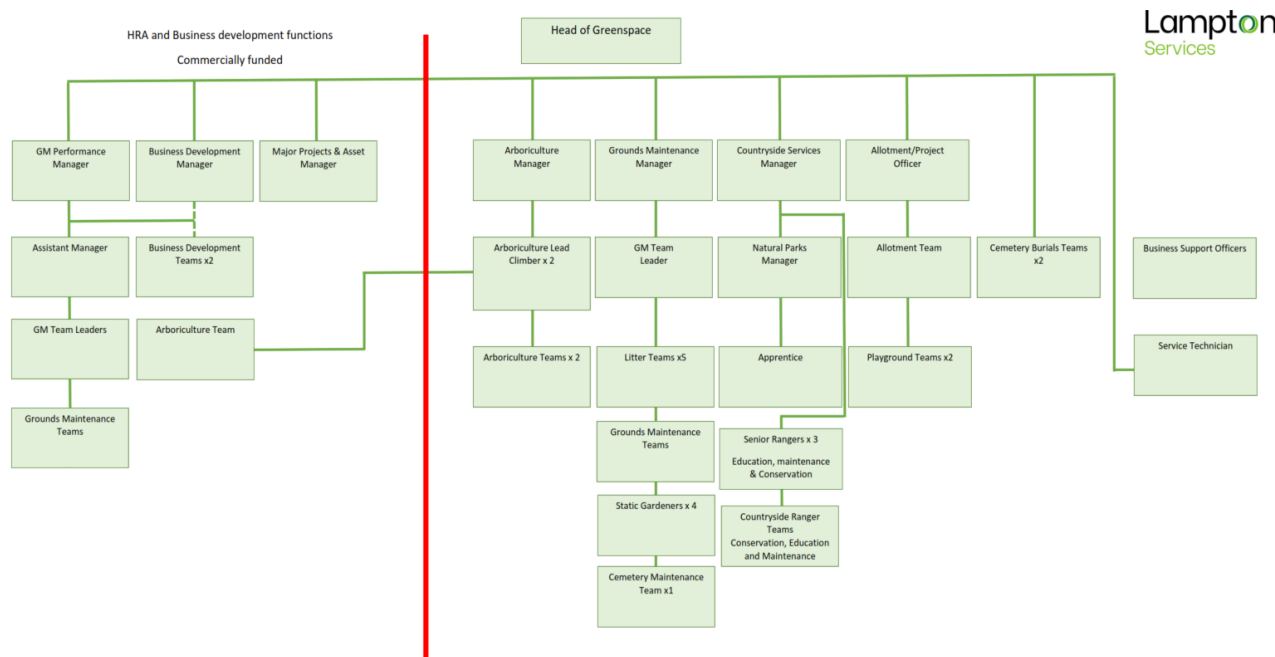 HRA and Business development functions
Commercially funded
Head of Greenspace
Lampton
Services
GM Performance
Manager
Business Development
Manager
Major Projects & Asset
Manager
Arboriculture
Manager
Grounds Maintenance
Manager
Countryside Services
Manager
Allotment/Project
Officer
Assistant Manager
Business Development
Teams x2
Arboriculture Lead
Climber x 2
GM Team
Leader
Natural Parks
Manager
Allotment Team
Cemetery Burials Teams
x2
Business Support Officers
GM Team Leaders
Arboriculture Team
Arboriculture Teams x 2
Litter Teams x5
Apprentice
Playground Teams x2
Service Technician
Grounds Maintenance
Teams
Grounds Maintenance
Teams
Senior Rangers x 3
Education, maintenance
& Conservation
Static Gardeners x 4
Countryside Ranger
Teams
Conservation, Education
and Maintenance
Cemetery Maintenance
Team x1